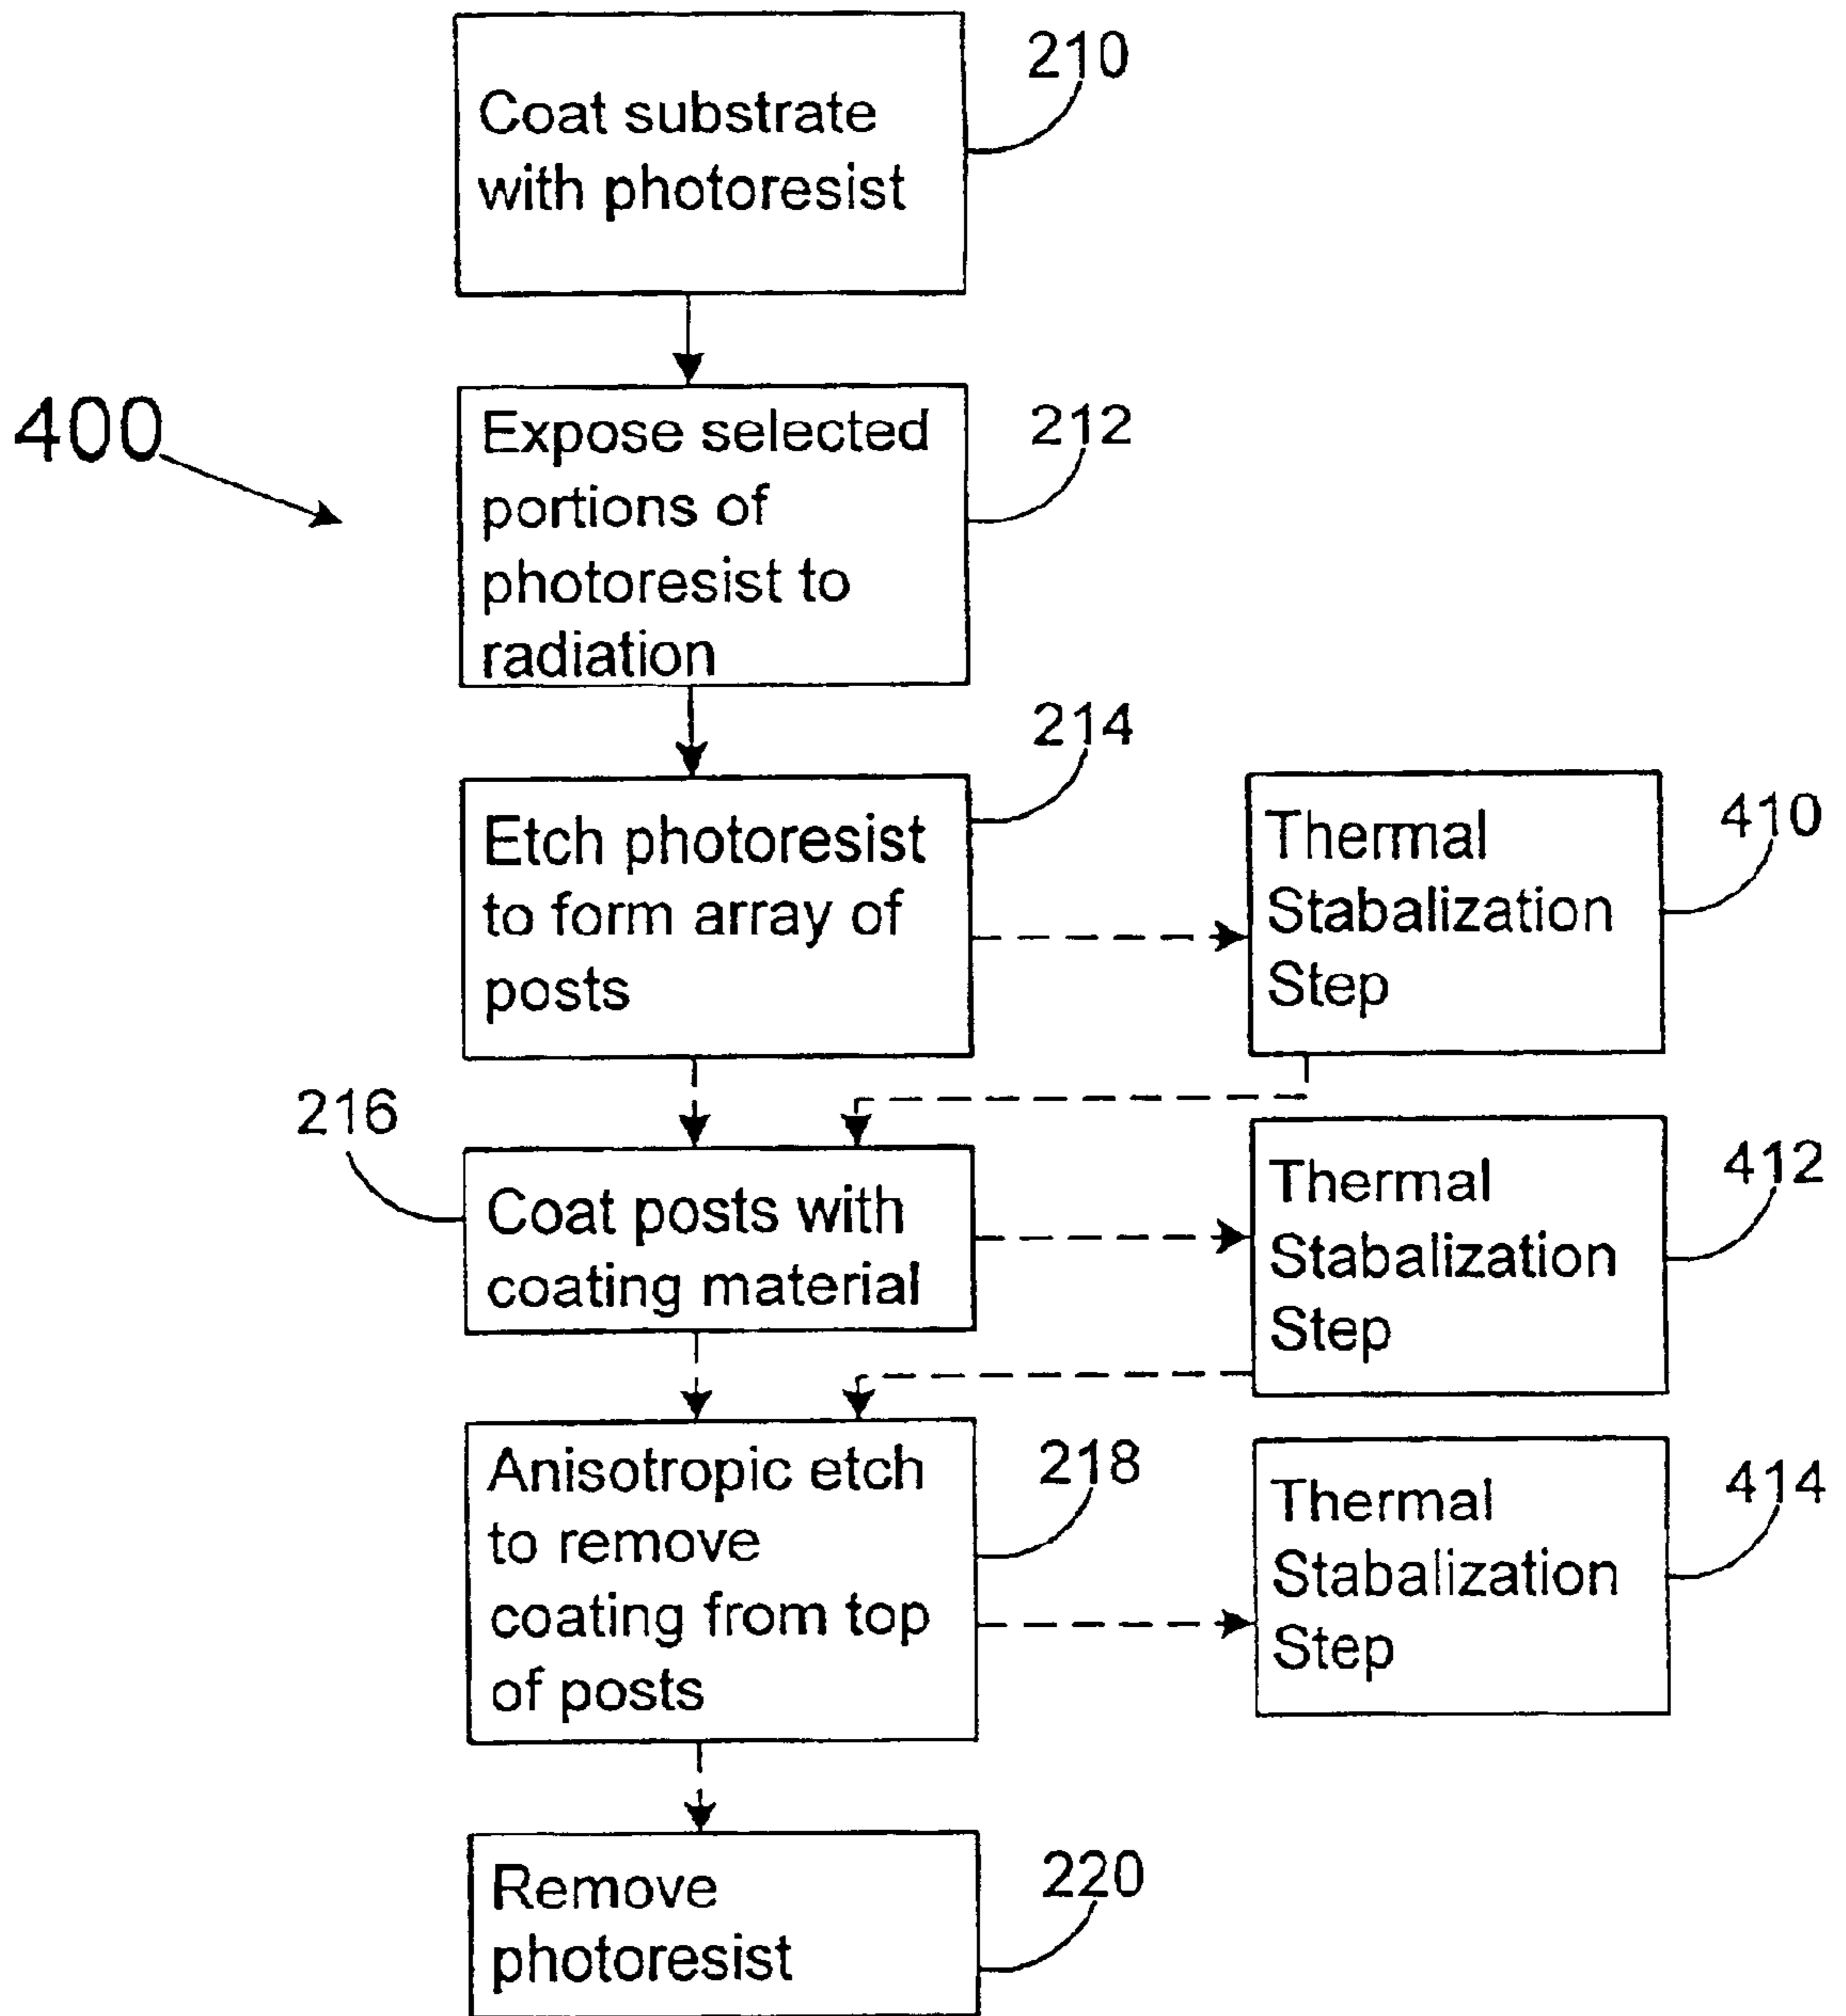 210
Coat substrate
with photoresist
400
212
Expose selected
portions of
photoresist to
radiation
214
Etch photoresist
to form array of
posts
410
Thermal
Stabalization
Step
216
Coat posts with
coating material
412
Thermal
Stabalization
Step
218
Anisotropic etch
to remove
coating from top
of posts
414
Thermal
Stabalization
Step
220
Remove
photoresist